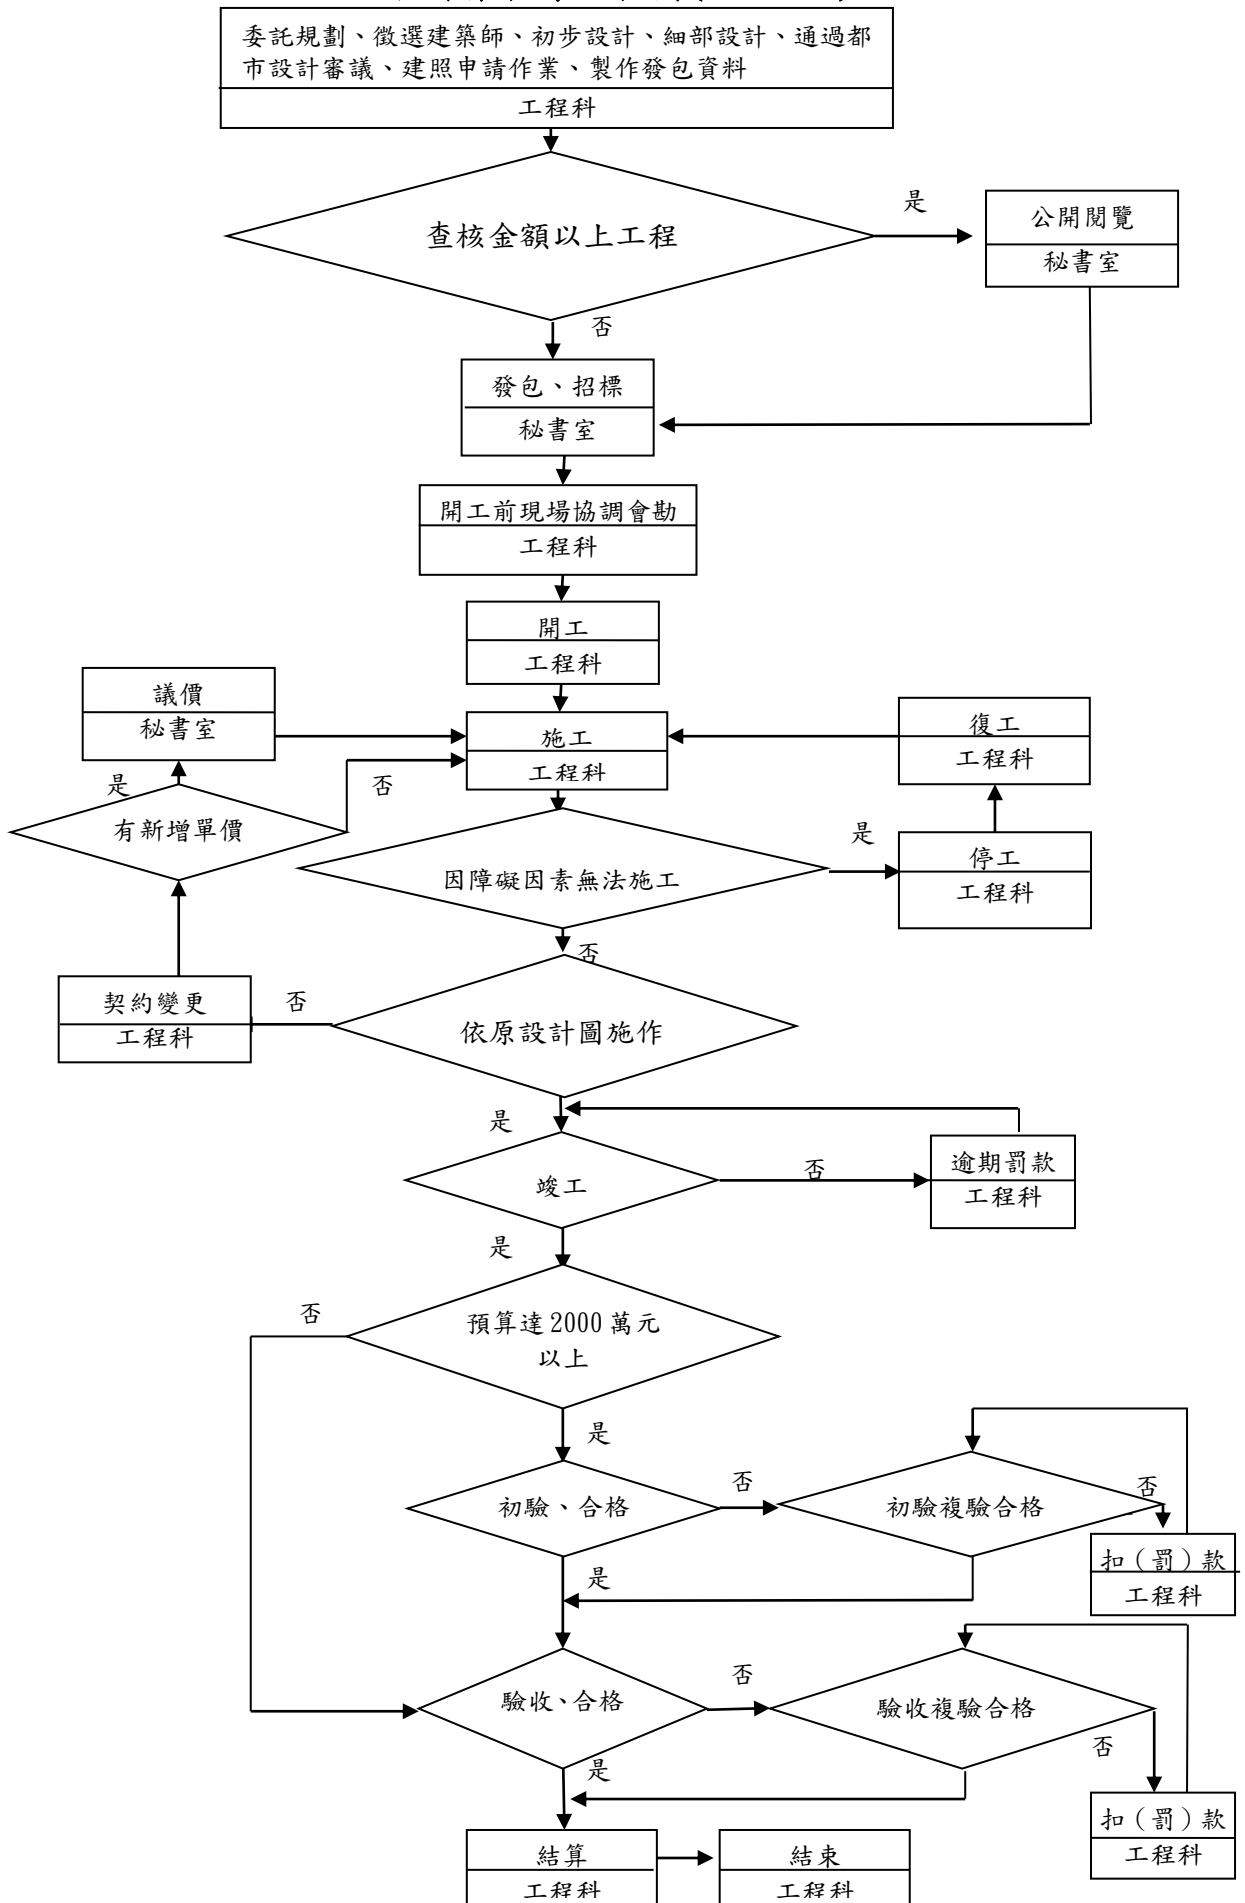 委託規劃、徵選建築師、初步設計、細部設計、通過都
市設計審議、建照申請作業、製作發包資料
工程科
查核金額以上工程
是
公開閱覽
秘書室
否
發包、招標
秘書室
開工前現場協調會勘
工程科
開工
工程科
議價
秘書室
施工
工程科
復工
工程科
是
否
有新增單價
因障礙因素無法施工
是
停工
工程科
否
契約變更
工程科
否
依原設計圖施作
是
竣工
否
逾期罰款
工程科
是
否
預算達 2000 萬元
以上
是
初驗、合格
否
初驗複驗合格
否
扣（罰）款
工程科
是
驗收、合格
否
驗收複驗合格
否
扣（罰）款
工程科
是
結算
工程科
結束
工程科